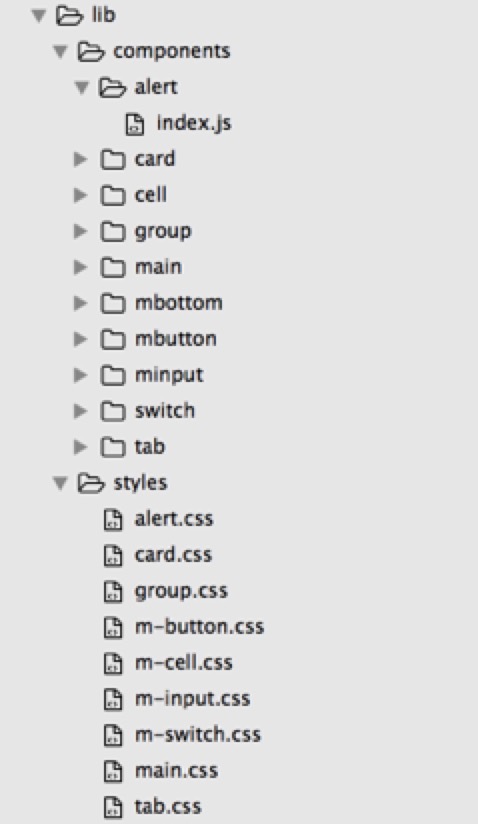 lib
components
alert
index.js
card
cell
group
main
mbottom
mbutton
minput
switch
tab
styles
alert.css
card.css
group.css
m-button.css
m-cell.css
m-input.css
m-switch.css
main.css
tab.css